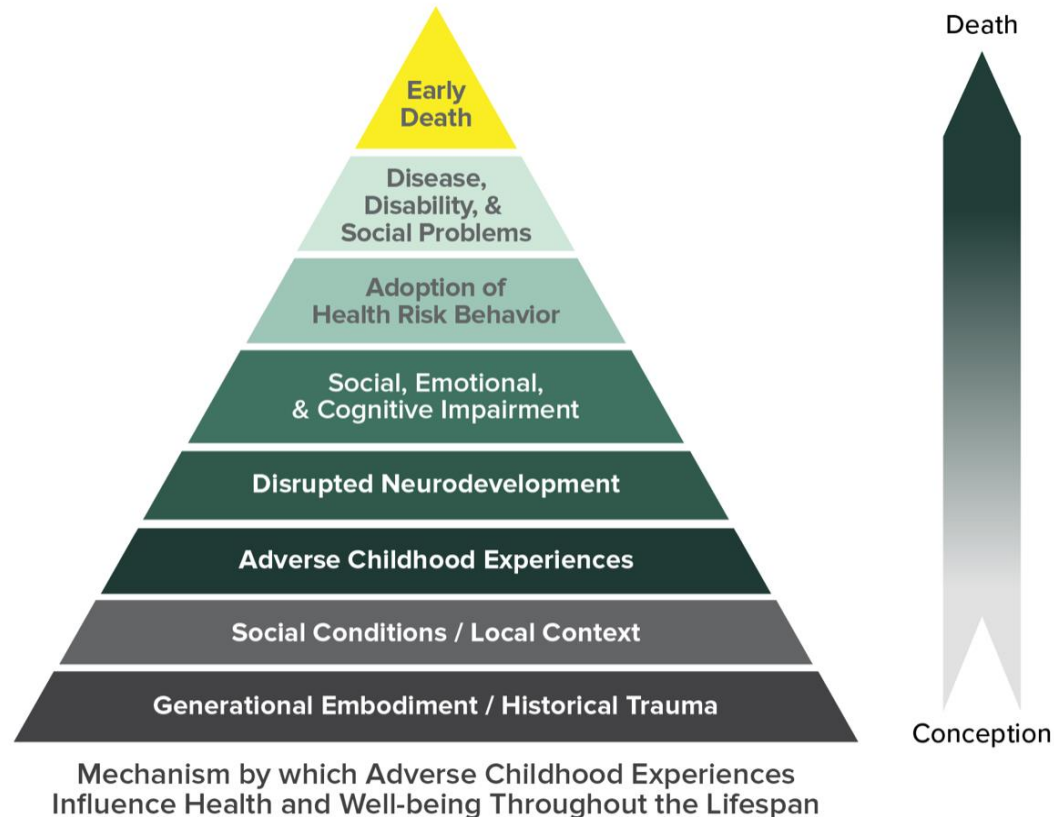 Early
Death
Disease,
Disability, &
Social Problems
Adoption of
Health Risk Behavior
Social, Emotional,
& Cognitive Impairment
Disrupted Neurodevelopment
Adverse Childhood Experiences
Social Conditions / Local Context
Generational Embodiment / Historical Trauma
Mechanism by which Adverse Childhood Experiences
Influence Health and Well-being Throughout the Lifespan
Death
Conception